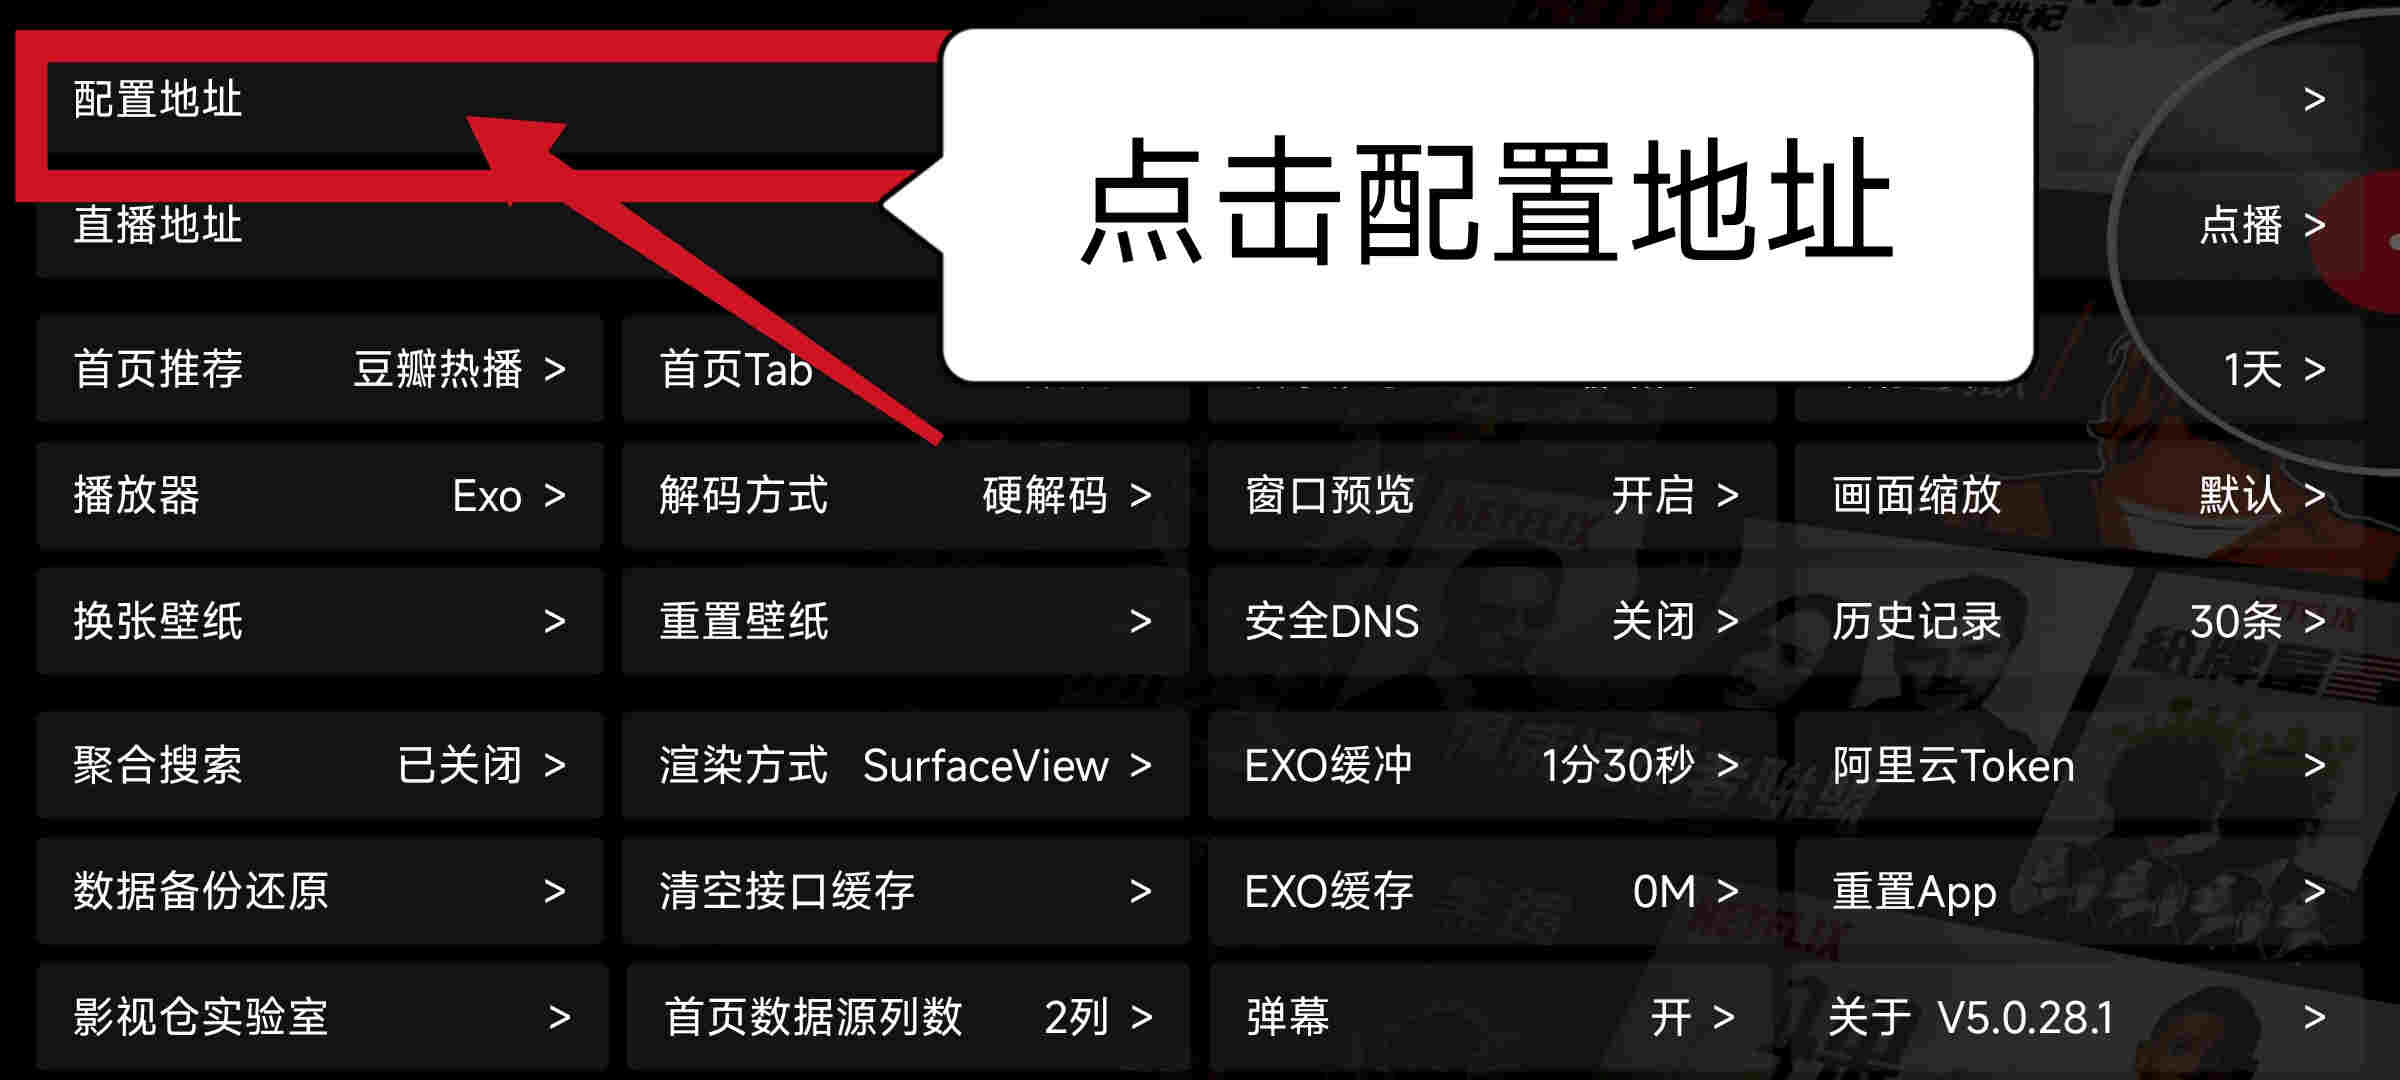 配置地址 >
点击配置地址
直播地址 点播 >
首页推荐 豆瓣热播 > 首页Tab 1天 >
播放器 Exo > 解码方式 硬解码 > 窗口预览 开启 > 画面缩放 默认 >
换张壁纸 > 重置壁纸 > 安全DNS 关闭 > 历史记录 30条 >
聚合搜索 已关闭 > 渲染方式 SurfaceView > EXO缓冲 1分30秒 > 阿里云Token >
数据备份还原 > 清空接口缓存 > EXO缓存 0M > 重置App >
影视仓实验室 > 首页数据源列数 2列 > 弹幕 开 > 关于 V5.0.28.1 >
NETFLIX
NETFLIX